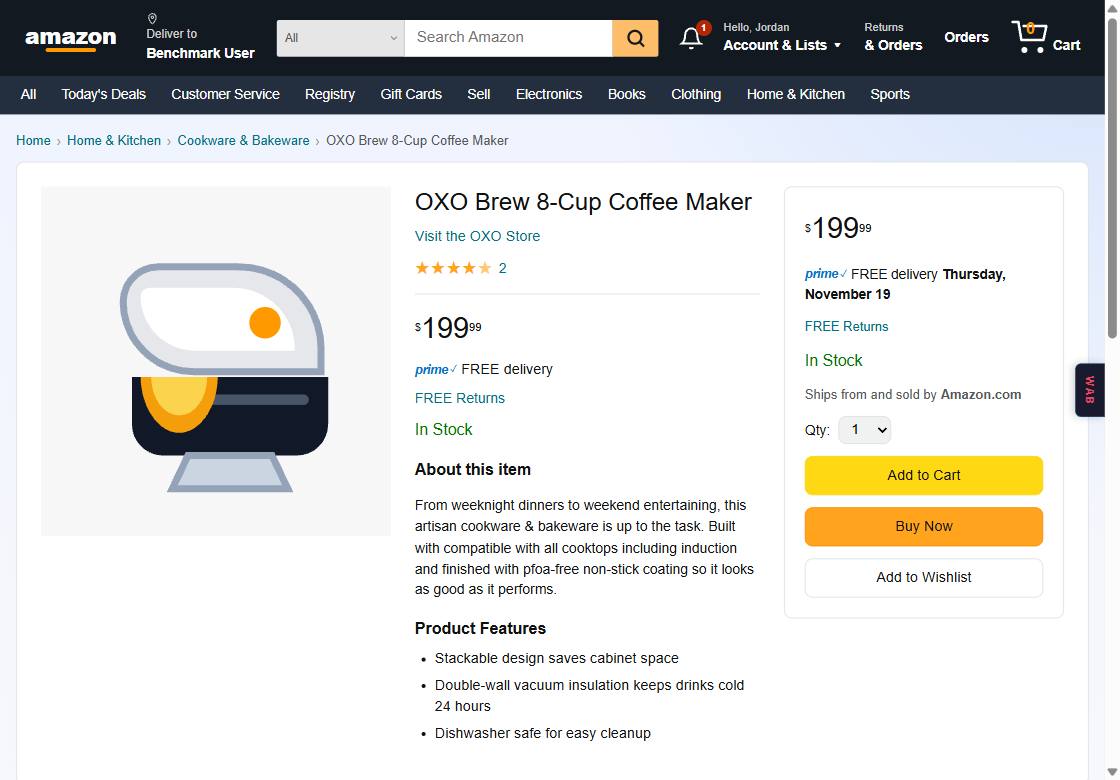 amazon
Deliver to
Benchmark User
All
Search Amazon
1
Hello, Jordan
Account & Lists
Returns
& Orders
Orders
0
Cart
All
Today's Deals
Customer Service
Registry
Gift Cards
Sell
Electronics
Books
Clothing
Home & Kitchen
Sports
Home › Home & Kitchen › Cookware & Bakeware › OXO Brew 8-Cup Coffee Maker
OXO Brew 8-Cup Coffee Maker
Visit the OXO Store
★★★★★ 2
$19999
prime✓ FREE delivery
FREE Returns
In Stock
About this item
From weeknight dinners to weekend entertaining, this
artisan cookware & bakeware is up to the task. Built
with compatible with all cooktops including induction
and finished with pfoa-free non-stick coating so it looks
as good as it performs.
Product Features
• Stackable design saves cabinet space
• Double-wall vacuum insulation keeps drinks cold
24 hours
• Dishwasher safe for easy cleanup
$19999
prime✓ FREE delivery Thursday,
November 19
FREE Returns
In Stock
Ships from and sold by Amazon.com
Qty: 1
Add to Cart
Buy Now
Add to Wishlist
WAB